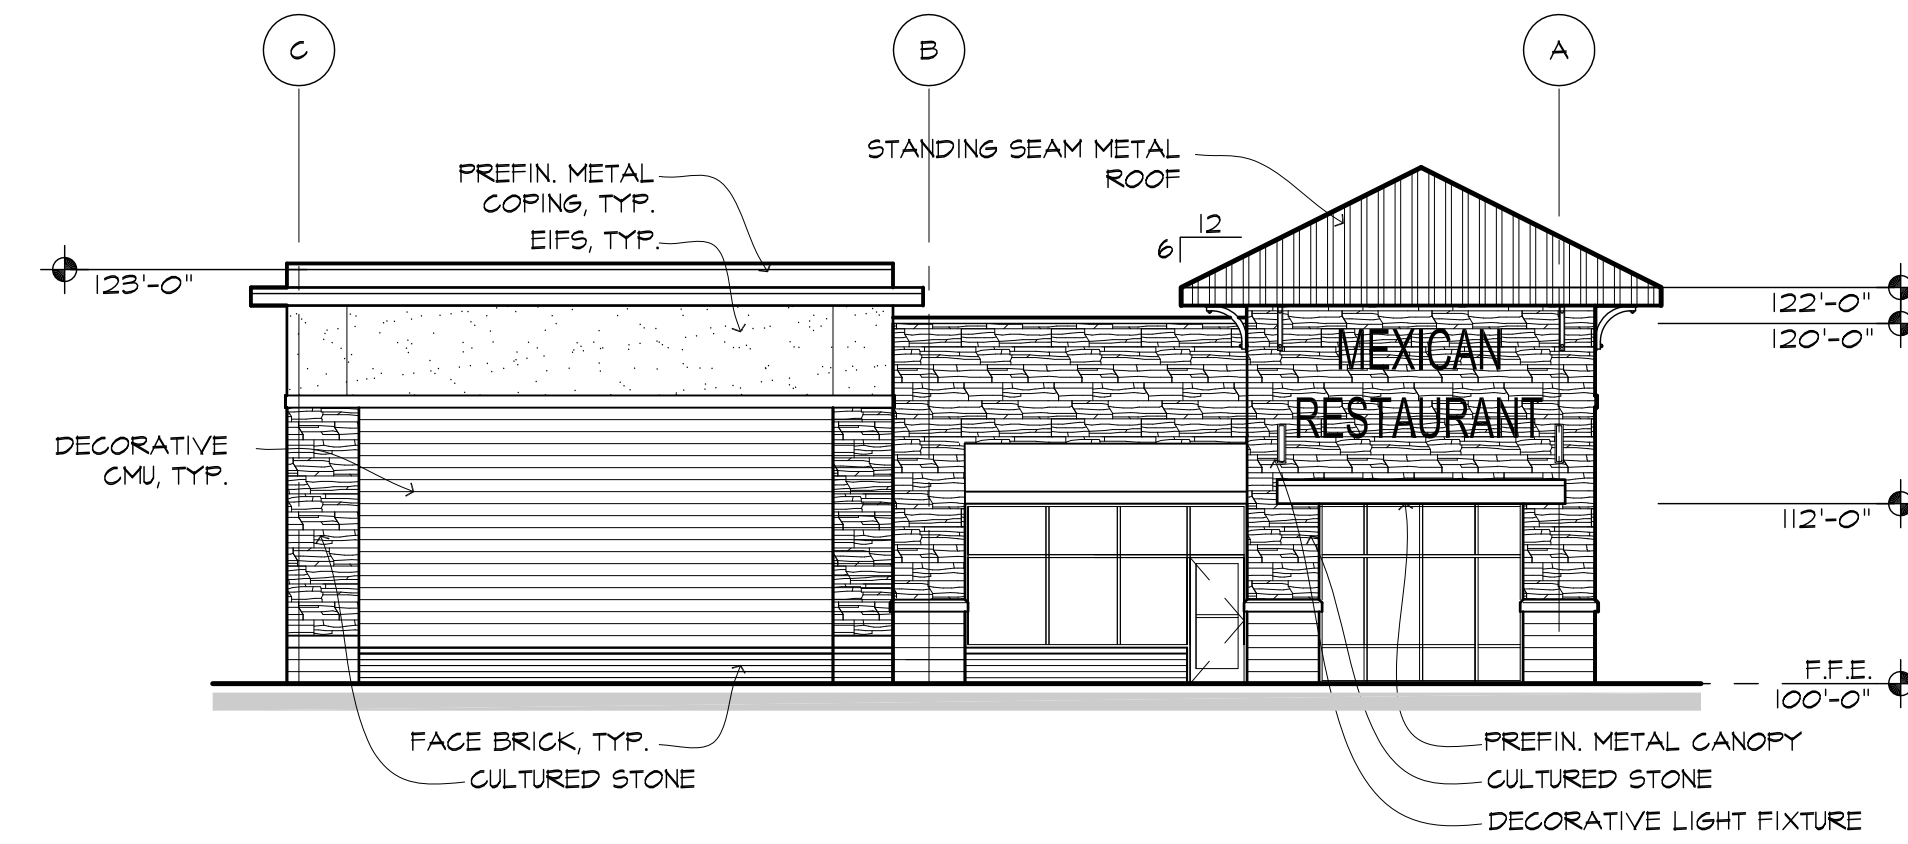 C
B
A
STANDING SEAM METAL
ROOF
PREFIN. METAL
COPING, TYP.
EIFS, TYP.
12
6
123'-0"
122'-0"
120'-0"
MEXICAN
RESTAURANT
DECORATIVE
CMU, TYP.
112'-0"
F.F.E.
100'-0"
FACE BRICK, TYP.
CULTURED STONE
PREFIN. METAL CANOPY
CULTURED STONE
DECORATIVE LIGHT FIXTURE